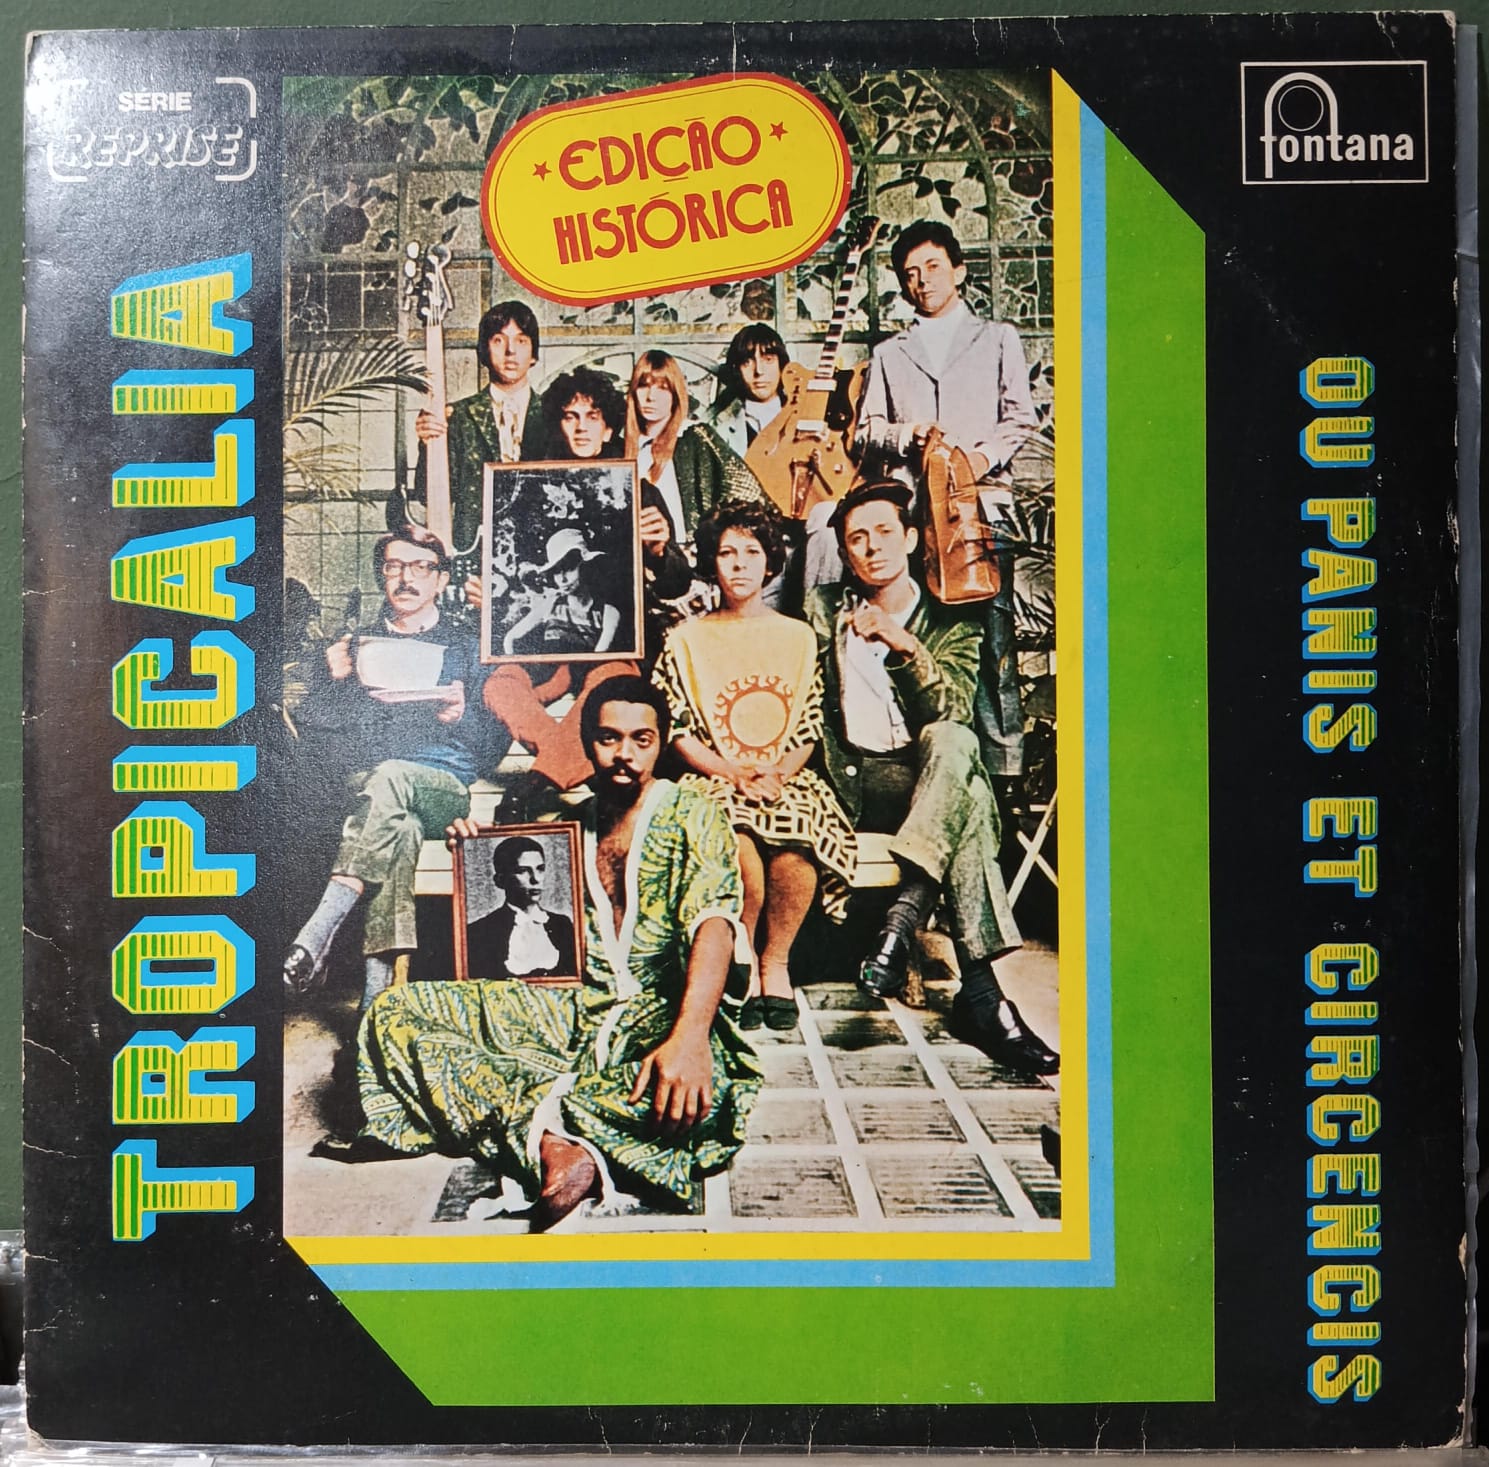 SÉRIE
REPRISE
EDIÇÃO
HISTÓRICA
fontana
TROPICALIA
OU PANIS ET CIRCENCIS